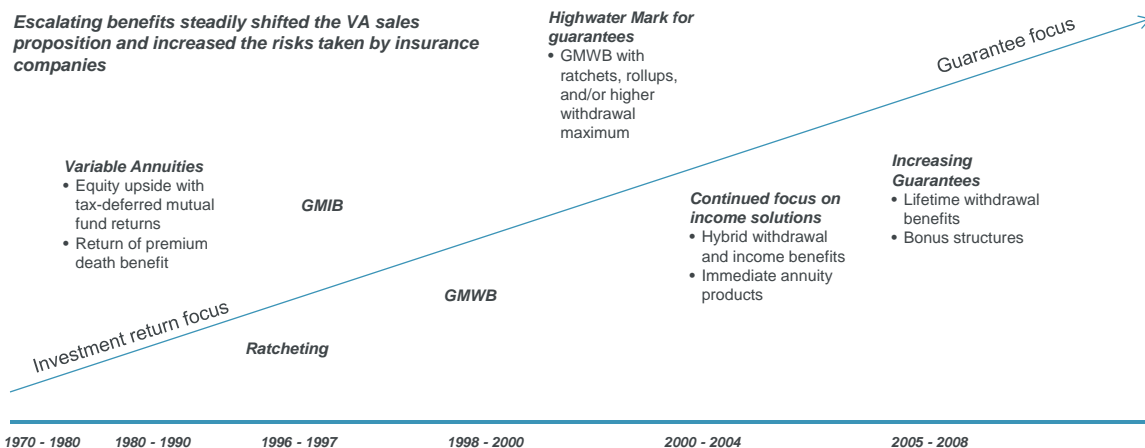 Escalating benefits steadily shifted the VA sales
proposition and increased the risks taken by insurance
companies
Highwater Mark for
guarantees
• GMWB with
ratchets, rollups,
and/or higher
withdrawal
maximum
Guarantee focus
Variable Annuities
• Equity upside with
tax-deferred mutual
fund returns
• Return of premium
death benefit
GMIB
Continued focus on
income solutions
• Hybrid withdrawal
and income benefits
• Immediate annuity
products
Increasing
Guarantees
• Lifetime withdrawal
benefits
• Bonus structures
GMWB
Investment return focus
Ratcheting
1970 - 1980
1980 - 1990
1996 - 1997
1998 - 2000
2000 - 2004
2005 - 2008